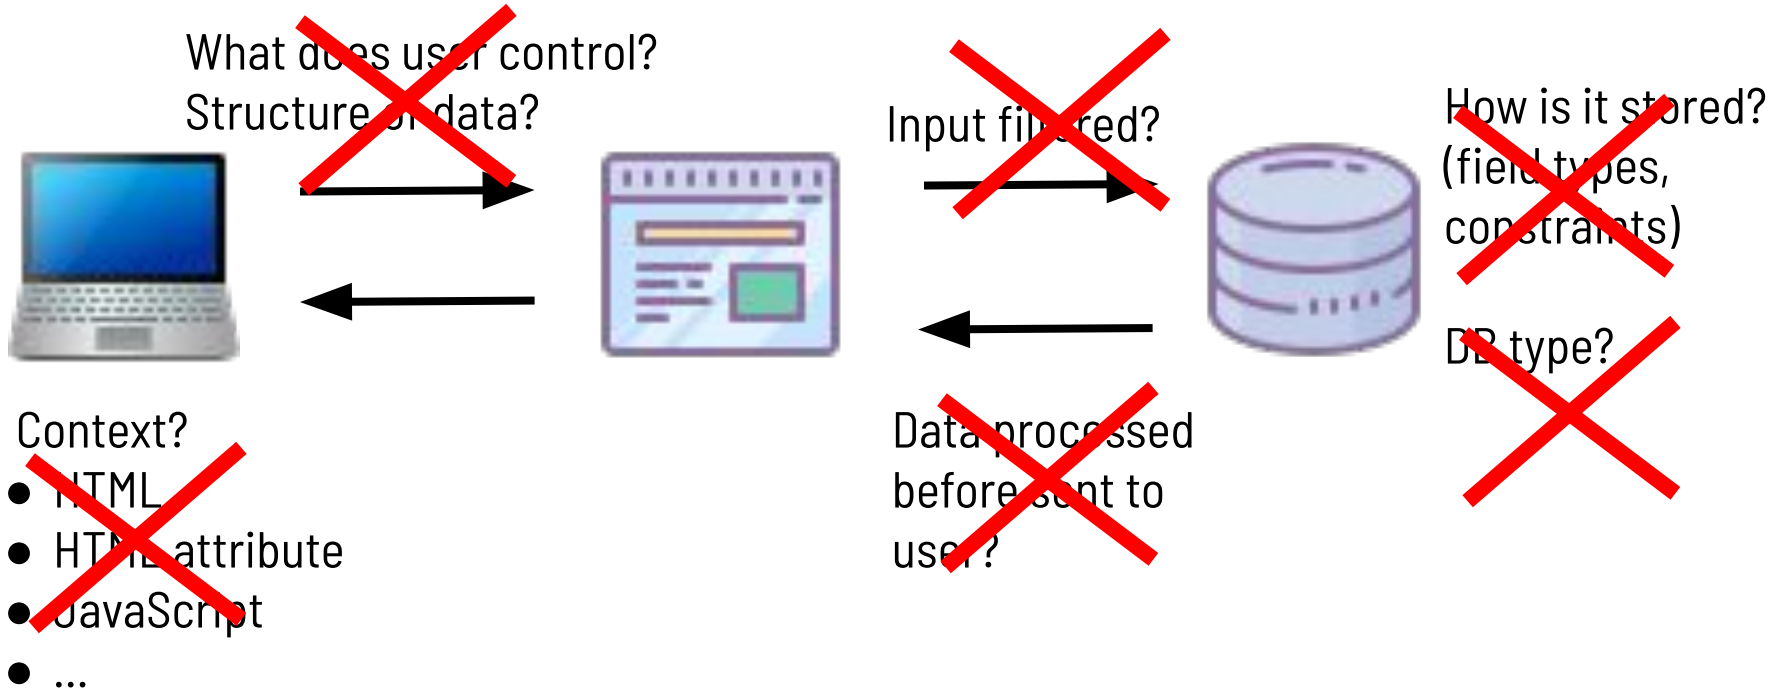 What does user control?
Structure of data?
Input filtered?
How is it stored?
(field types,
constraints)
DB type?
Context?
● HTML
● HTML attribute
● JavaScript
● ...
Data processed
before sent to
user?